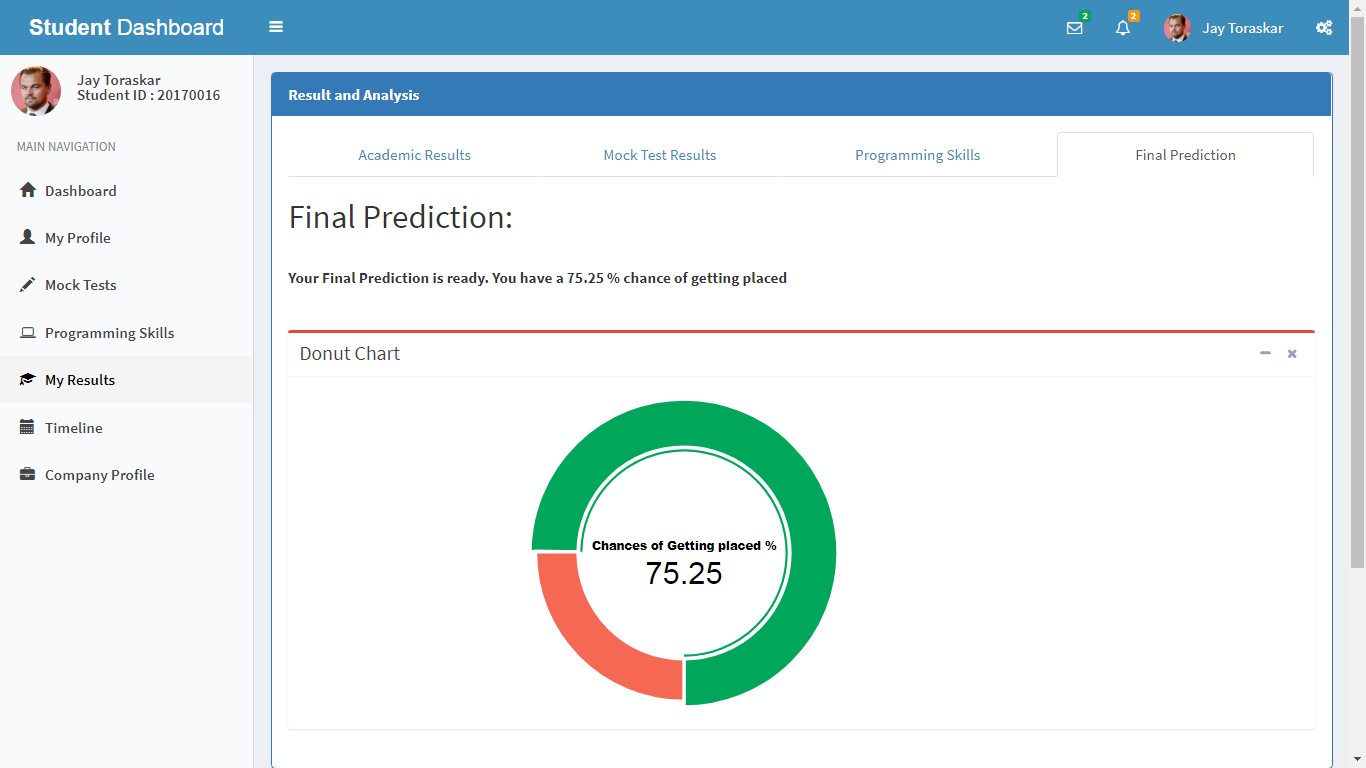 Student Dashboard
2
2
Jay Toraskar
Jay Toraskar
Student ID : 20170016
MAIN NAVIGATION
Dashboard
My Profile
Mock Tests
Programming Skills
My Results
Timeline
Company Profile
Result and Analysis
Academic Results
Mock Test Results
Programming Skills
Final Prediction
Final Prediction:
Your Final Prediction is ready. You have a 75.25 % chance of getting placed
Donut Chart
Chances of Getting placed %
75.25